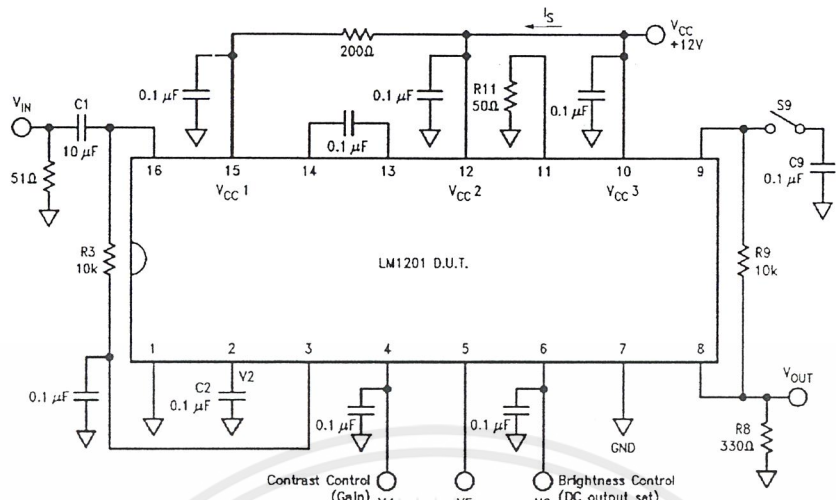 I_S
V_CC
+12V
200Ω
0.1 μF
0.1 μF
R11
50Ω
0.1 μF
S9
V_IN
C1
10 μF
0.1 μF
C9
0.1 μF
51Ω
16 15 14 13 12 11 10 9
V_CC 1 V_CC 2 V_CC 3
R3
10k
LM1201 D.U.T.
R9
10k
1 2 3 4 5 6 7 8
0.1 μF
C2
0.1 μF
V2
0.1 μF
0.1 μF
V_OUT
GND
R8
330Ω
Contrast Control
(Gain)
Brightness Control
(DC output set)